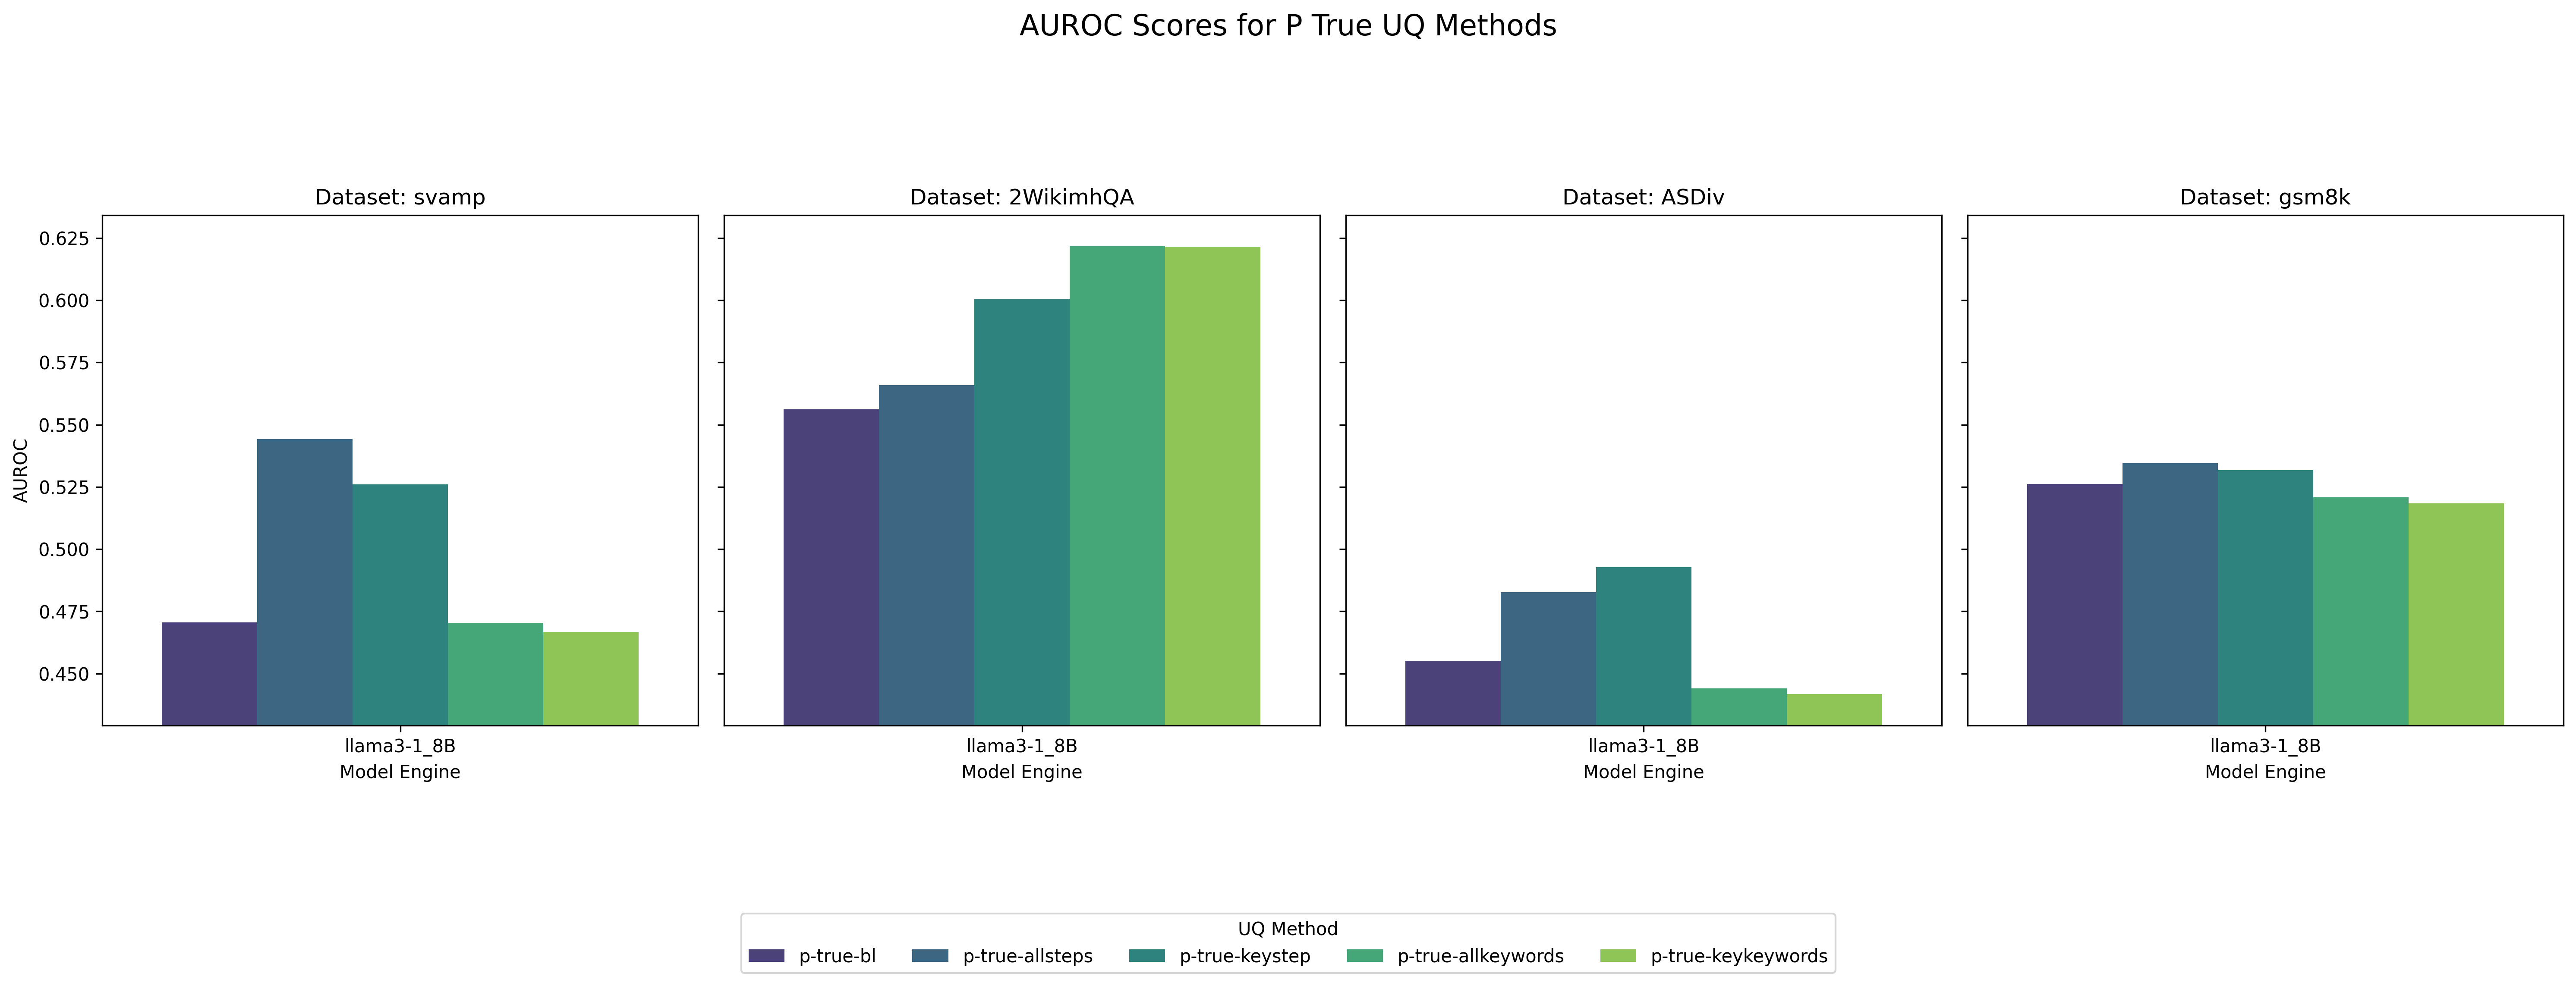 AUROC Scores for P True UQ Methods
Dataset: svamp
Dataset: 2WikimhQA
Dataset: ASDiv
Dataset: gsm8k
AUROC
0.625
0.600
0.575
0.550
0.525
0.500
0.475
0.450
llama3-1_8B
Model Engine
llama3-1_8B
Model Engine
llama3-1_8B
Model Engine
llama3-1_8B
Model Engine
UQ Method
p-true-bl
p-true-allsteps
p-true-keystep
p-true-allkeywords
p-true-keykeywords